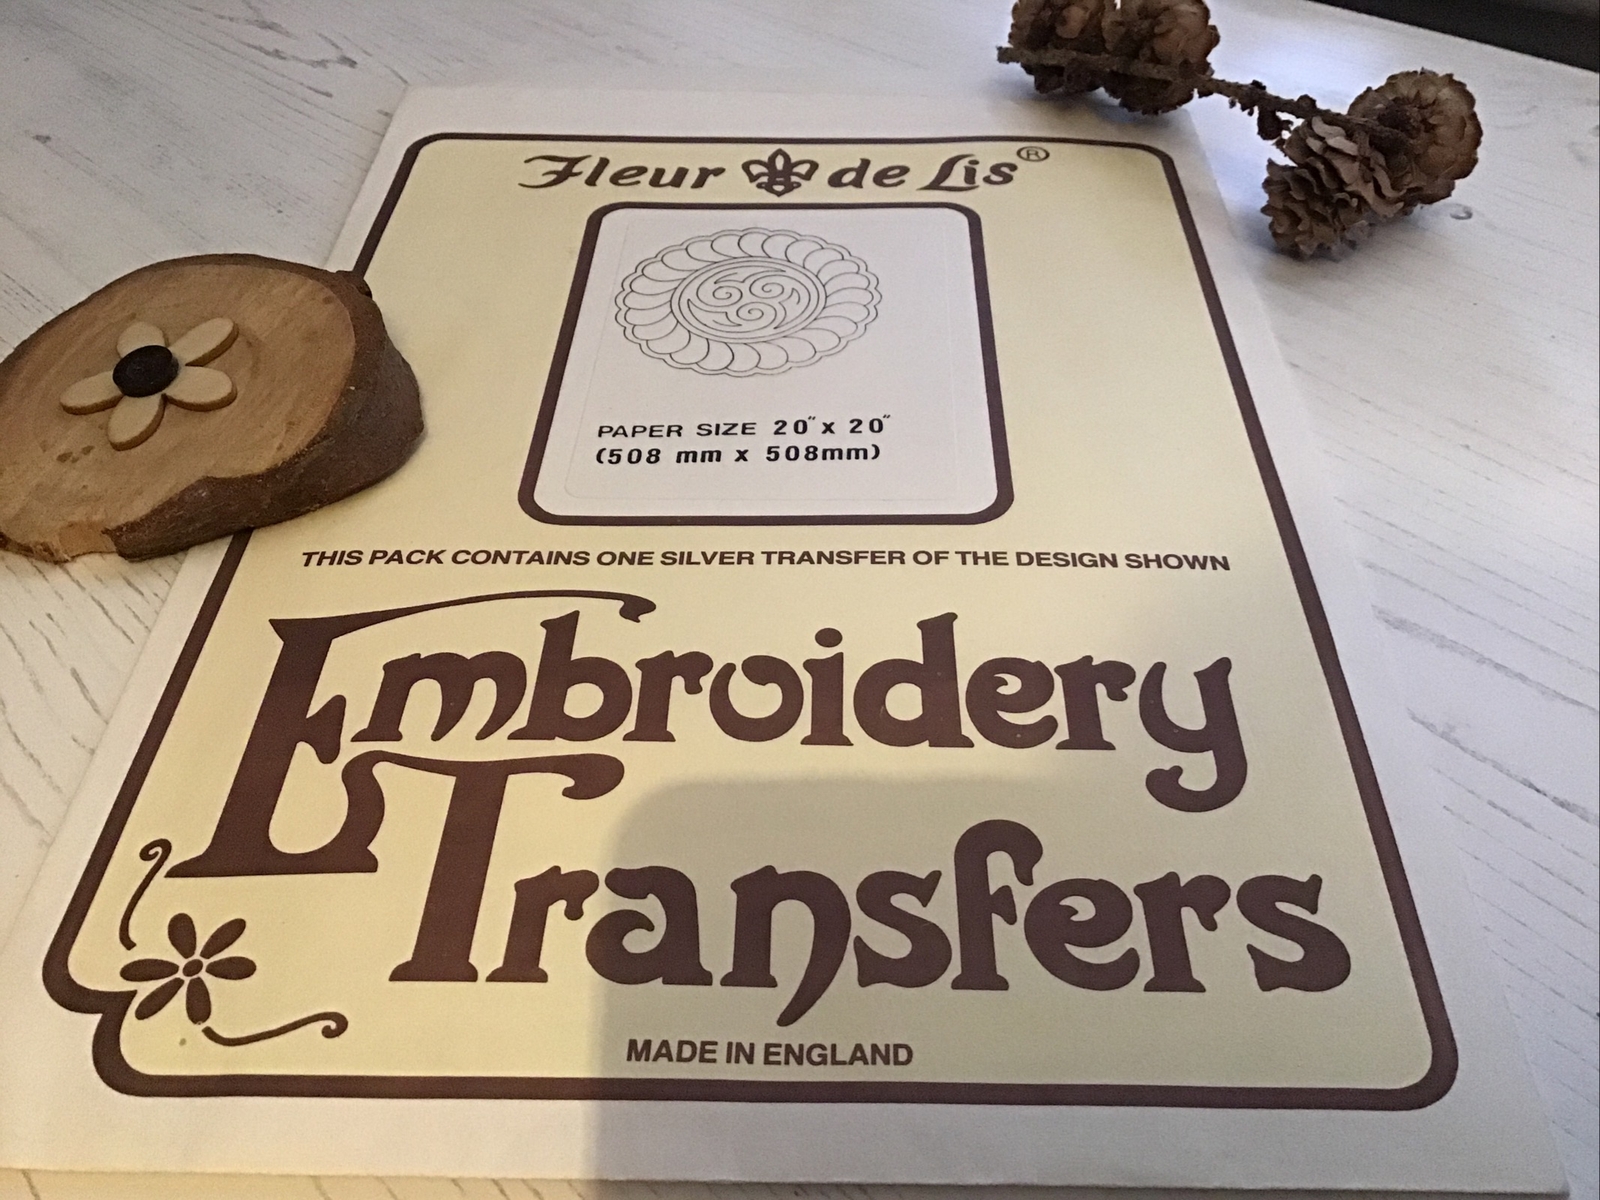 Fleur de Lis®
PAPER SIZE 20" x 20"
(508 mm x 508mm)
THIS PACK CONTAINS ONE SILVER TRANSFER OF THE DESIGN SHOWN
Embroidery
Transfers
MADE IN ENGLAND